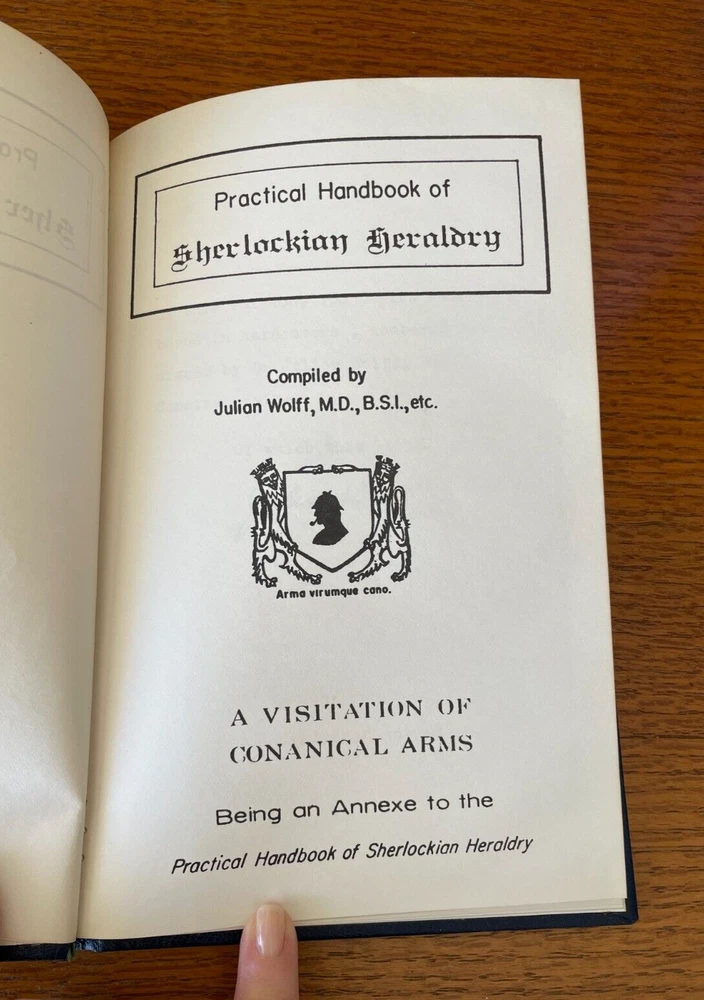 Practical Handbook of
Sherlockian Heraldry
Compiled by
Julian Wolff, M.D., B.S.I., etc.
Arma virumque cano.
A VISITATION OF
CONANICAL ARMS
Being an Annexe to the
Practical Handbook of Sherlockian Heraldry